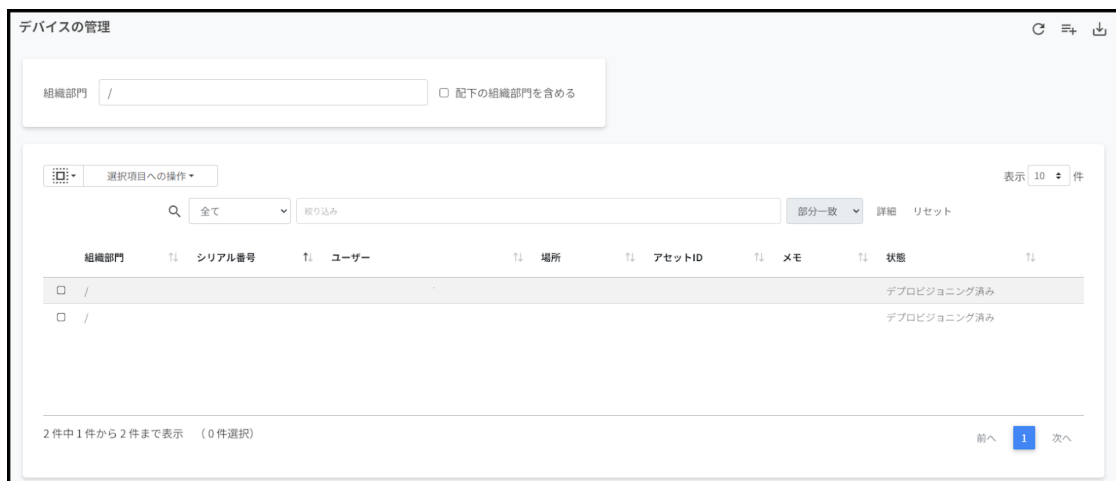 デバイスの管理
組織部門 / 配下の組織部門を含める
選択項目への操作 表示 10 件
全て 絞り込み 部分一致 詳細 リセット
組織部門 シリアル番号 ユーザー 場所 アセットID メモ 状態
/ デプロビジョニング済み
/ デプロビジョニング済み
2件中1件から2件まで表示 （0件選択）
前へ 1 次へ